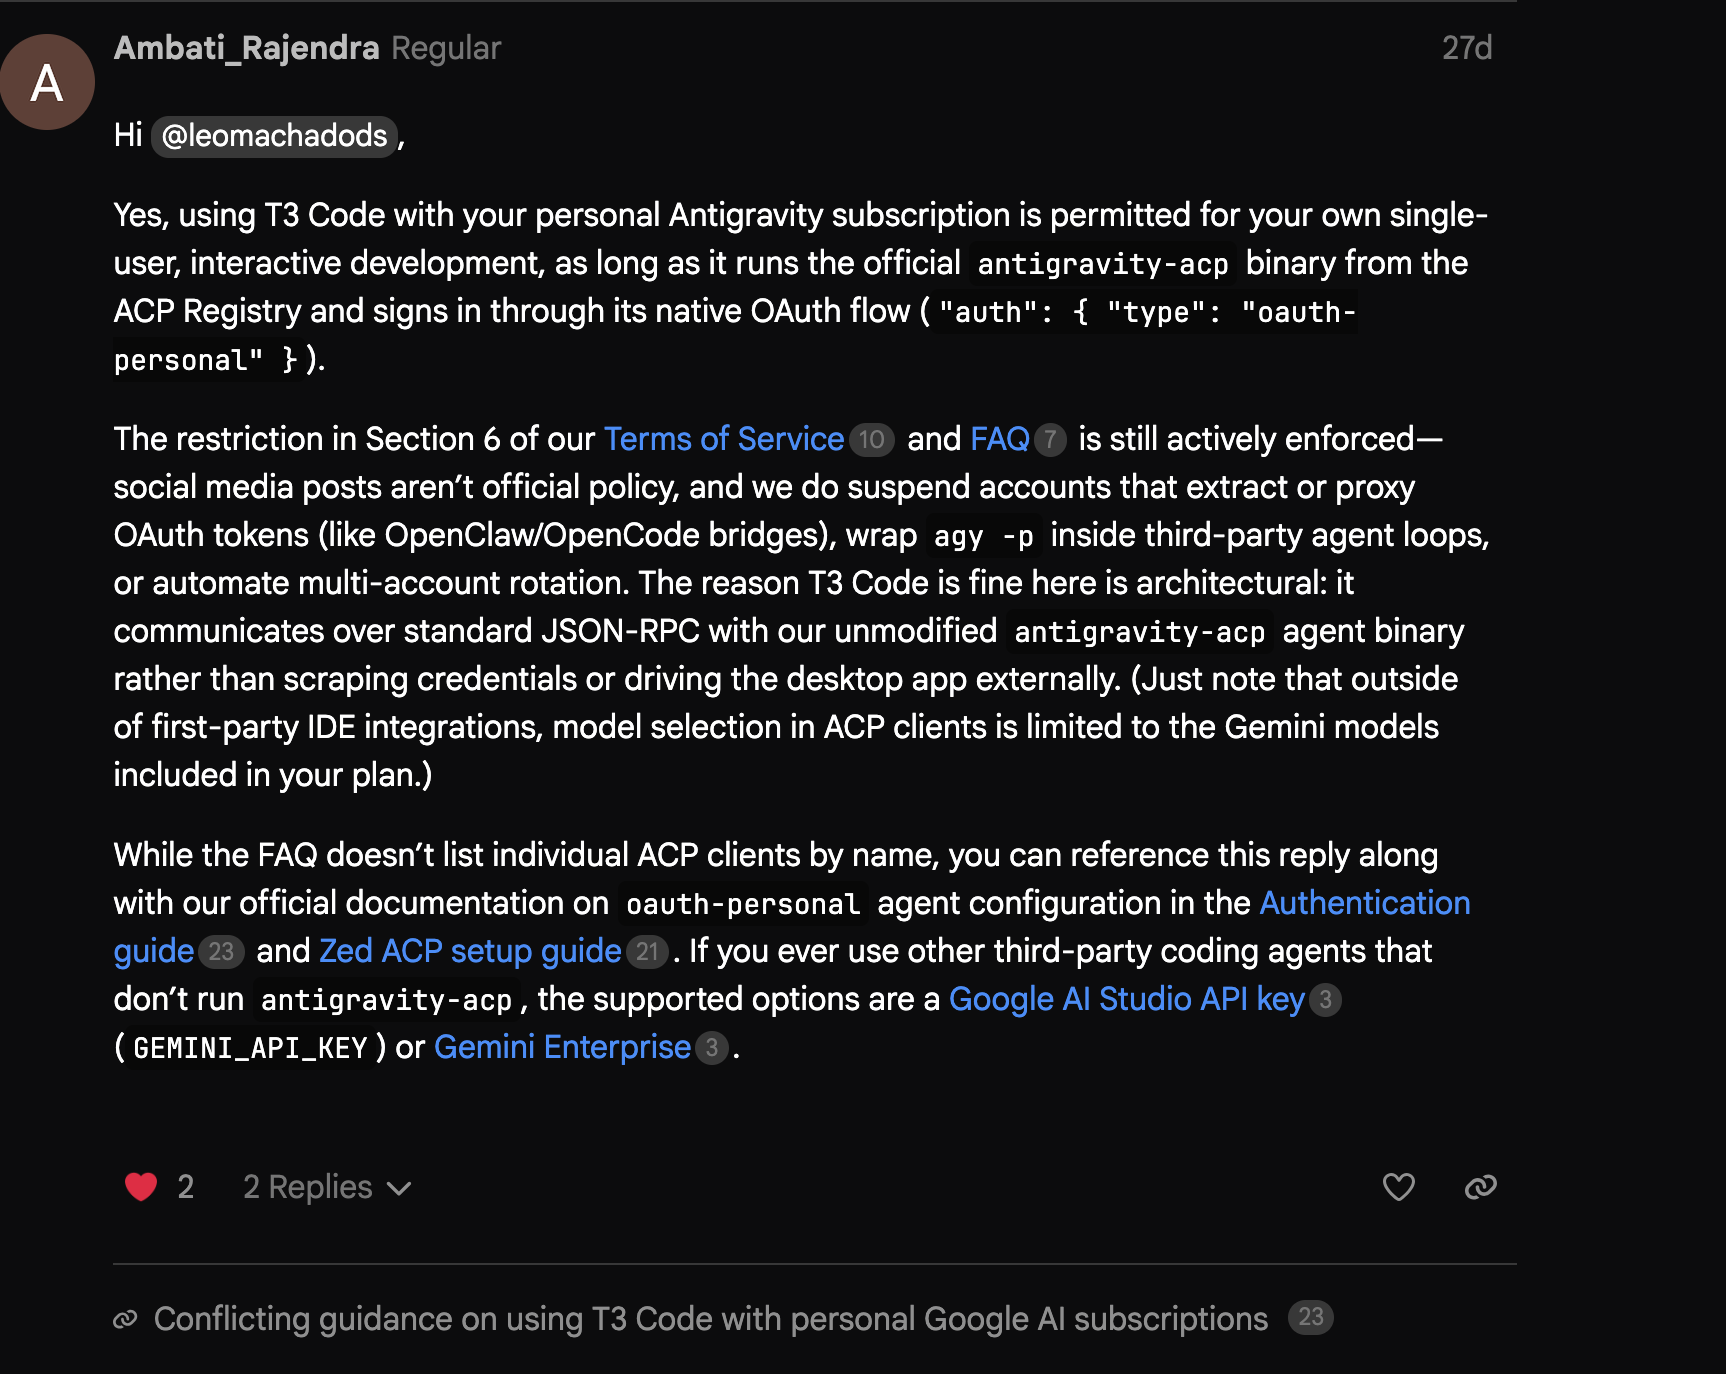 Ambati_Rajendra Regular 27d
A
Hi @leomachadods,
Yes, using T3 Code with your personal Antigravity subscription is permitted for your own single-
user, interactive development, as long as it runs the official antigravity-acp binary from the
ACP Registry and signs in through its native OAuth flow ( "auth": { "type": "oauth-
personal" } ).
The restriction in Section 6 of our Terms of Service 10 and FAQ 7 is still actively enforced—
social media posts aren’t official policy, and we do suspend accounts that extract or proxy
OAuth tokens (like OpenClaw/OpenCode bridges), wrap agy -p inside third-party agent loops,
or automate multi-account rotation. The reason T3 Code is fine here is architectural: it
communicates over standard JSON-RPC with our unmodified antigravity-acp agent binary
rather than scraping credentials or driving the desktop app externally. (Just note that outside
of first-party IDE integrations, model selection in ACP clients is limited to the Gemini models
included in your plan.)
While the FAQ doesn’t list individual ACP clients by name, you can reference this reply along
with our official documentation on oauth-personal agent configuration in the Authentication
guide 23 and Zed ACP setup guide 21 . If you ever use other third-party coding agents that
don’t run antigravity-acp , the supported options are a Google AI Studio API key 3
( GEMINI_API_KEY ) or Gemini Enterprise 3 .
2 2 Replies
Conflicting guidance on using T3 Code with personal Google AI subscriptions 23